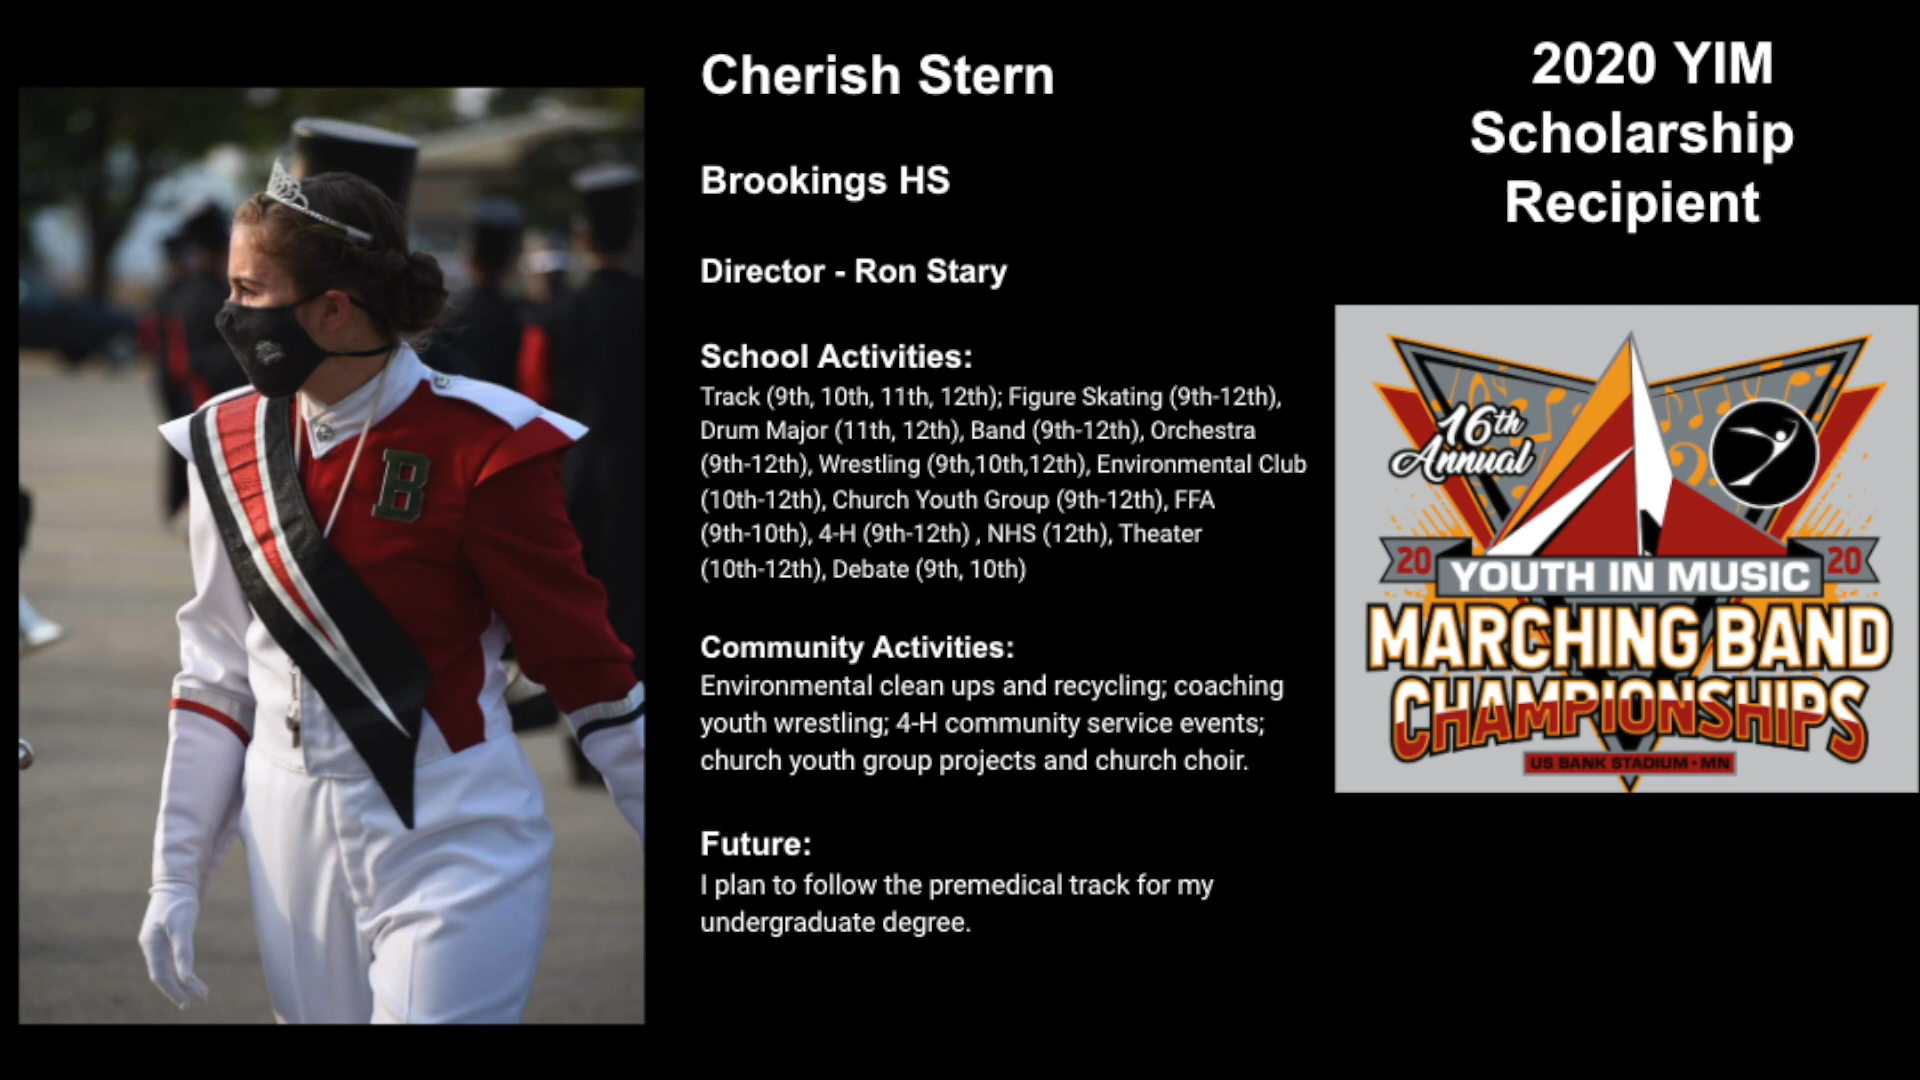 Cherish Stern
Brookings HS
Director - Ron Stary
School Activities:
Track (9th, 10th, 11th, 12th); Figure Skating (9th-12th),
Drum Major (11th, 12th), Band (9th-12th), Orchestra
(9th-12th), Wrestling (9th,10th,12th), Environmental Club
(10th-12th), Church Youth Group (9th-12th), FFA
(9th-10th), 4-H (9th-12th) , NHS (12th), Theater
(10th-12th), Debate (9th, 10th)
Community Activities:
Environmental clean ups and recycling; coaching
youth wrestling; 4-H community service events;
church youth group projects and church choir.
Future:
I plan to follow the premedical track for my
undergraduate degree.
2020 YIM
Scholarship
Recipient
16th
Annual
20 20
YOUTH IN MUSIC
MARCHING BAND
CHAMPIONSHIPS
US BANK STADIUM • MN
B